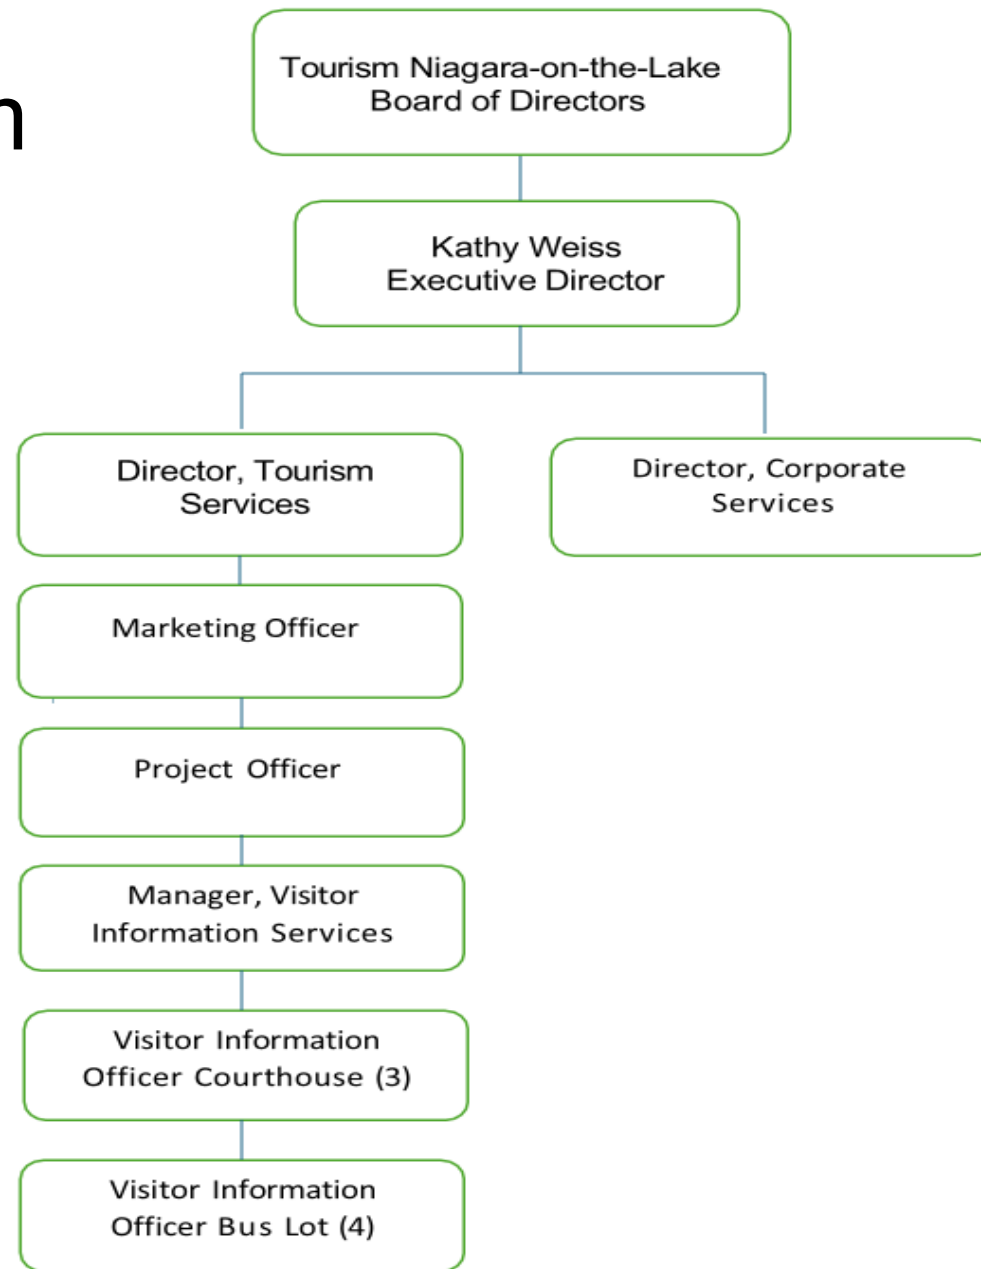 Tourism Niagara-on-the-Lake
Board of Directors
Kathy Weiss
Executive Director
Director, Tourism
Services
Director, Corporate
Services
Marketing Officer
Project Officer
Manager, Visitor
Information Services
Visitor Information
Officer Courthouse (3)
Visitor Information
Officer Bus Lot (4)